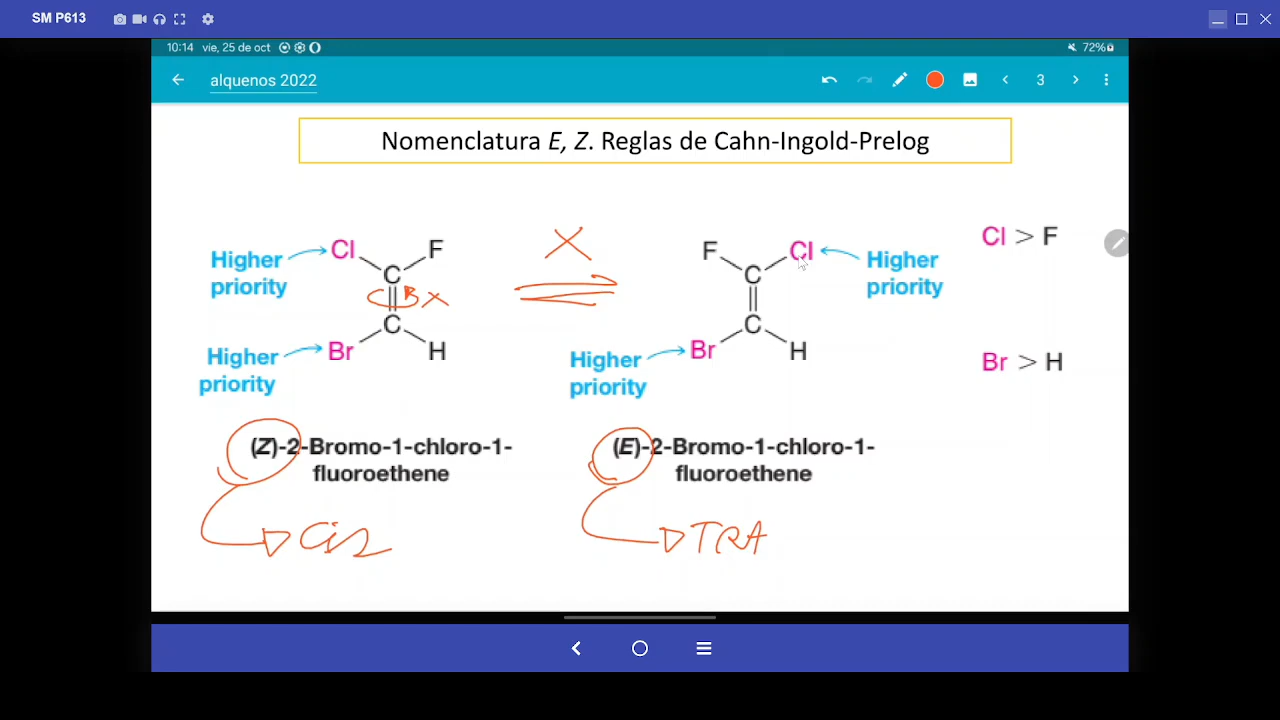 SM P613
10:14 vie, 25 de oct
72%
alquenos 2022
3
Nomenclatura E, Z. Reglas de Cahn-Ingold-Prelog
Higher
priority
Cl
F
C
C
Br
H
Higher
priority
X
X
F
Cl
C
C
Br
H
Higher
priority
Higher
priority
Cl > F
Br > H
(Z)-2-Bromo-1-chloro-1-
fluoroethene
(E)-2-Bromo-1-chloro-1-
fluoroethene
Cis
TRA